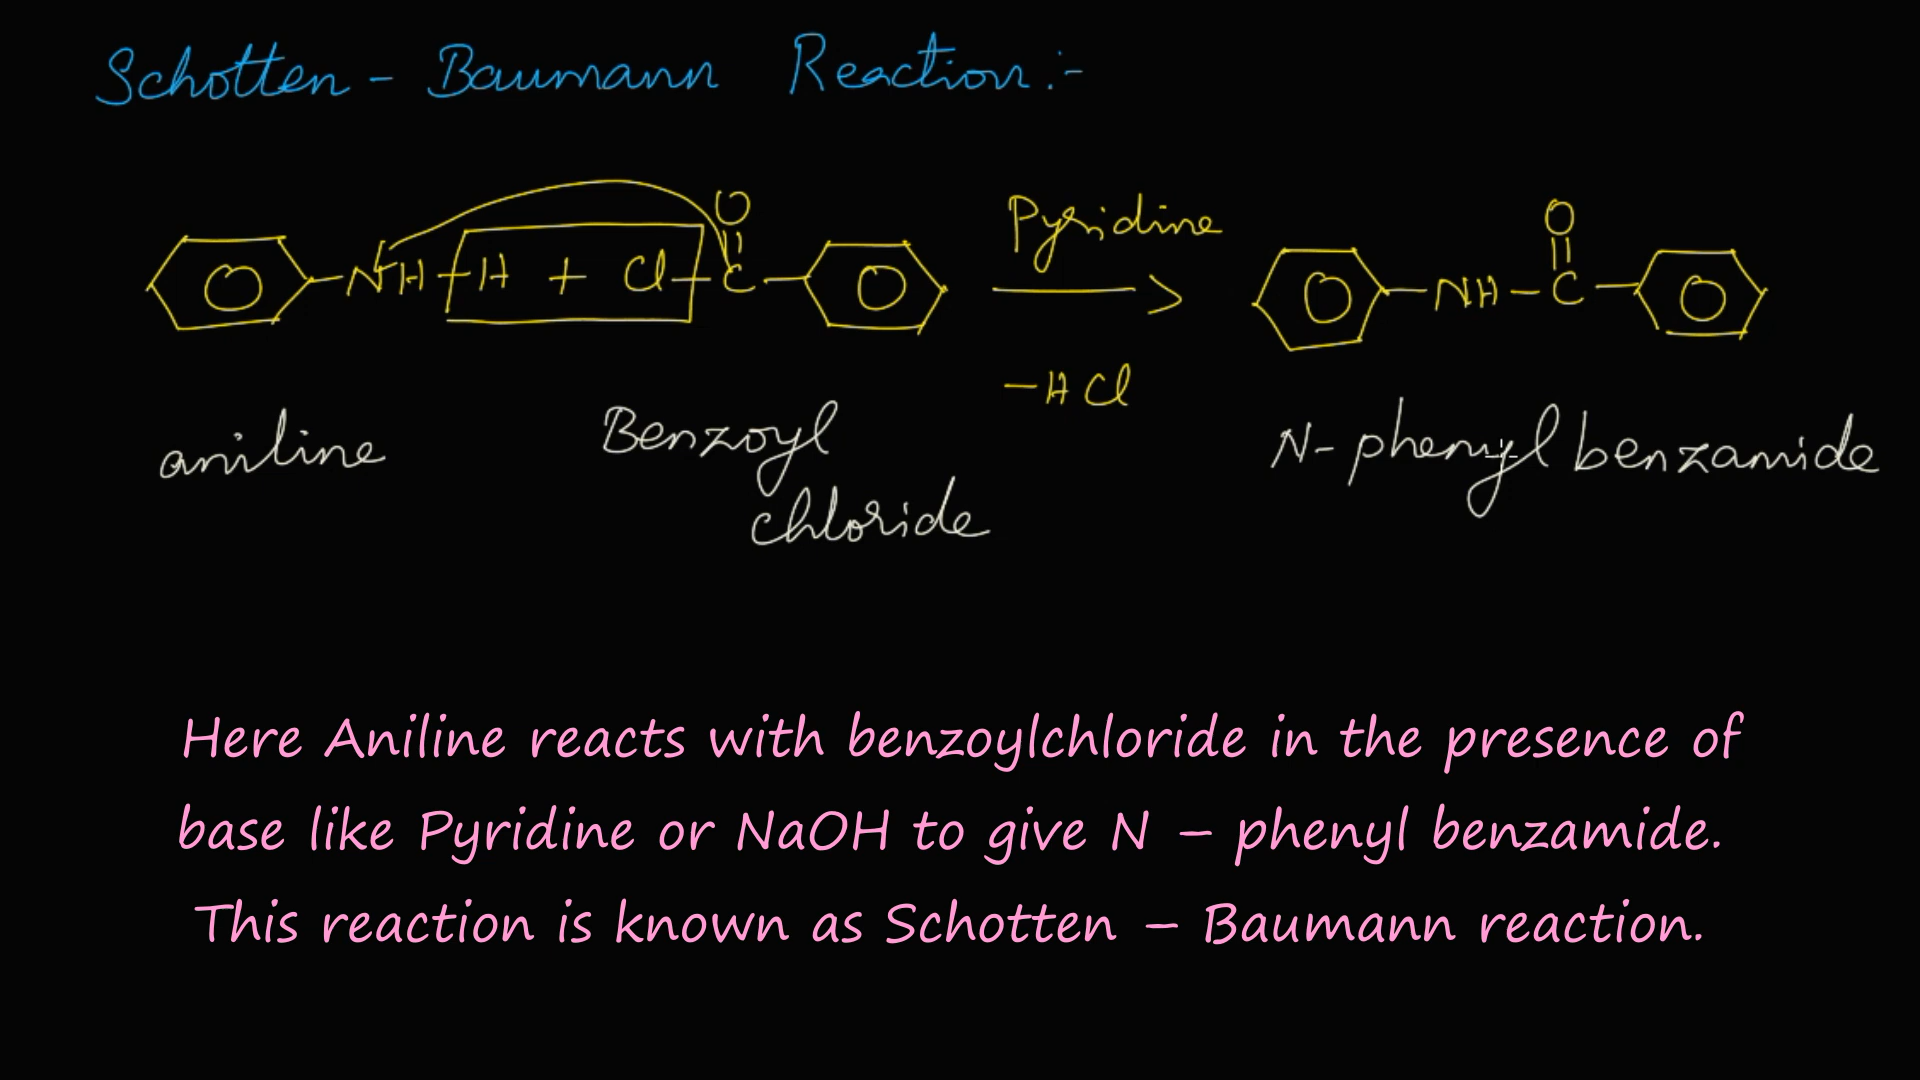 Schotten - Baumann Reaction :-
O
NH - H + Cl - C
Pyridine
- HCl
O
NH - C
aniline
Benzoyl chloride
N- phenyl benzamide
Here Aniline reacts with benzoylchloride in the presence of
base like Pyridine or NaOH to give N – phenyl benzamide.
This reaction is known as Schotten – Baumann reaction.